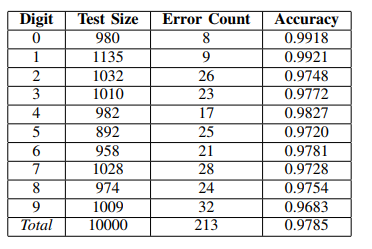 Digit Test Size Error Count Accuracy
0 980 8 0.9918
1 1135 9 0.9921
2 1032 26 0.9748
3 1010 23 0.9772
4 982 17 0.9827
5 892 25 0.9720
6 958 21 0.9781
7 1028 28 0.9728
8 974 24 0.9754
9 1009 32 0.9683
Total 10000 213 0.9785